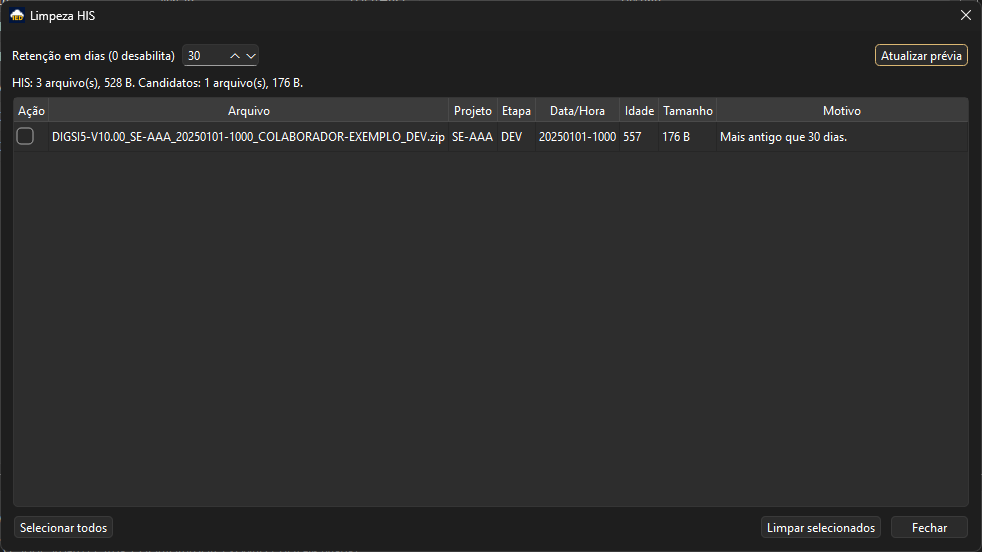 Limpeza HIS
Retenção em dias (0 desabilita) 30 Atualizar prévia
HIS: 3 arquivo(s), 528 B. Candidatos: 1 arquivo(s), 176 B.
Ação Arquivo Projeto Etapa Data/Hora Idade Tamanho Motivo
DIGSI5-V10.00_SE-AAA_20250101-1000_COLABORADOR-EXEMPLO_DEV.zip SE-AAA DEV 20250101-1000 557 176 B Mais antigo que 30 dias.
Selecionar todos Limpar selecionados Fechar